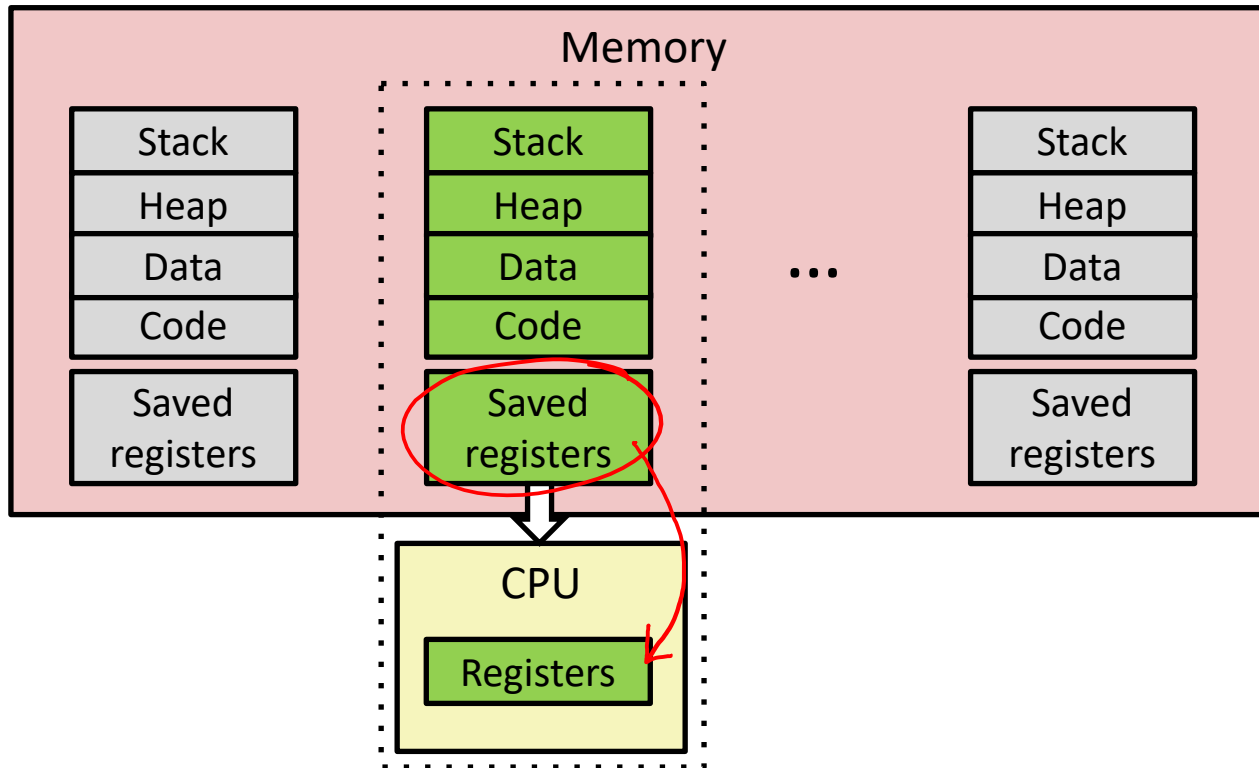 Memory
Stack
Heap
Data
Code
Saved
registers
Stack
Heap
Data
Code
Saved
registers
...
Stack
Heap
Data
Code
Saved
registers
CPU
Registers